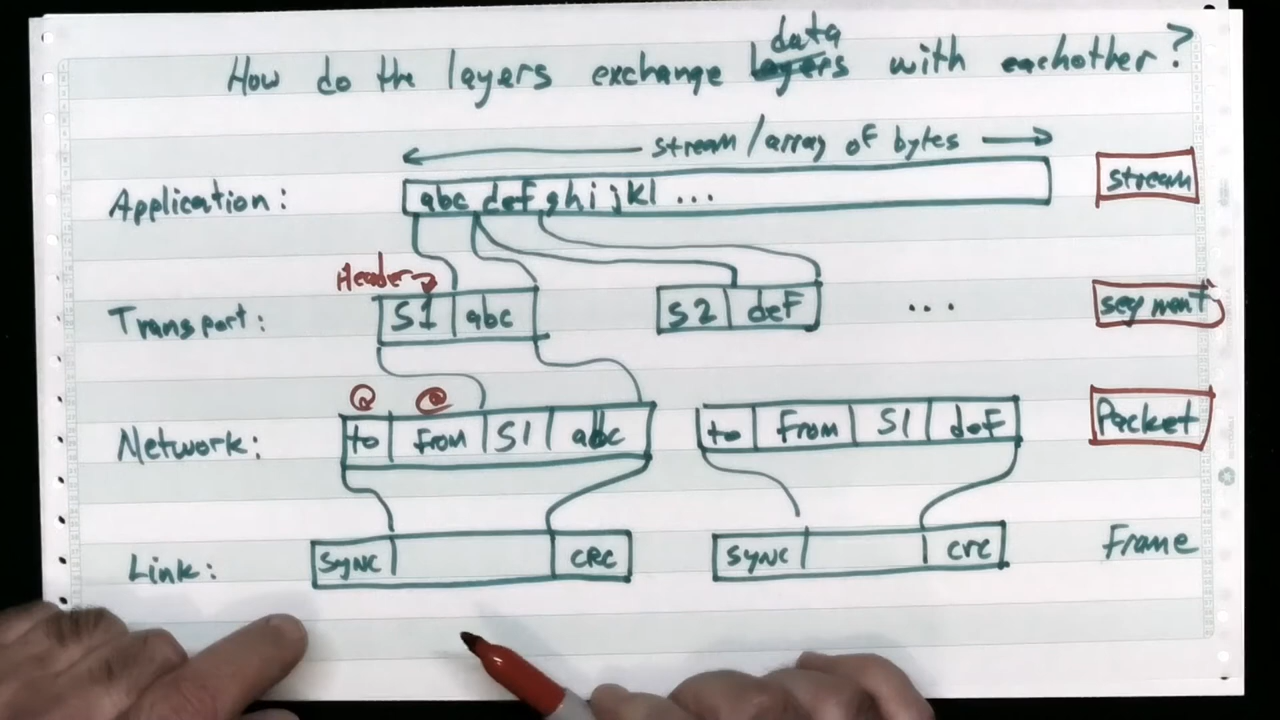 data
How do the layers exchange layers with eachother?
stream/array of bytes
Application: abc def ghi jkl ... stream
Header
Transport: S1 abc S2 def ... segment
@ @
Network: to From S1 abc to From S1 def Packet
Link: SYNC CRC SYNC crc Frame